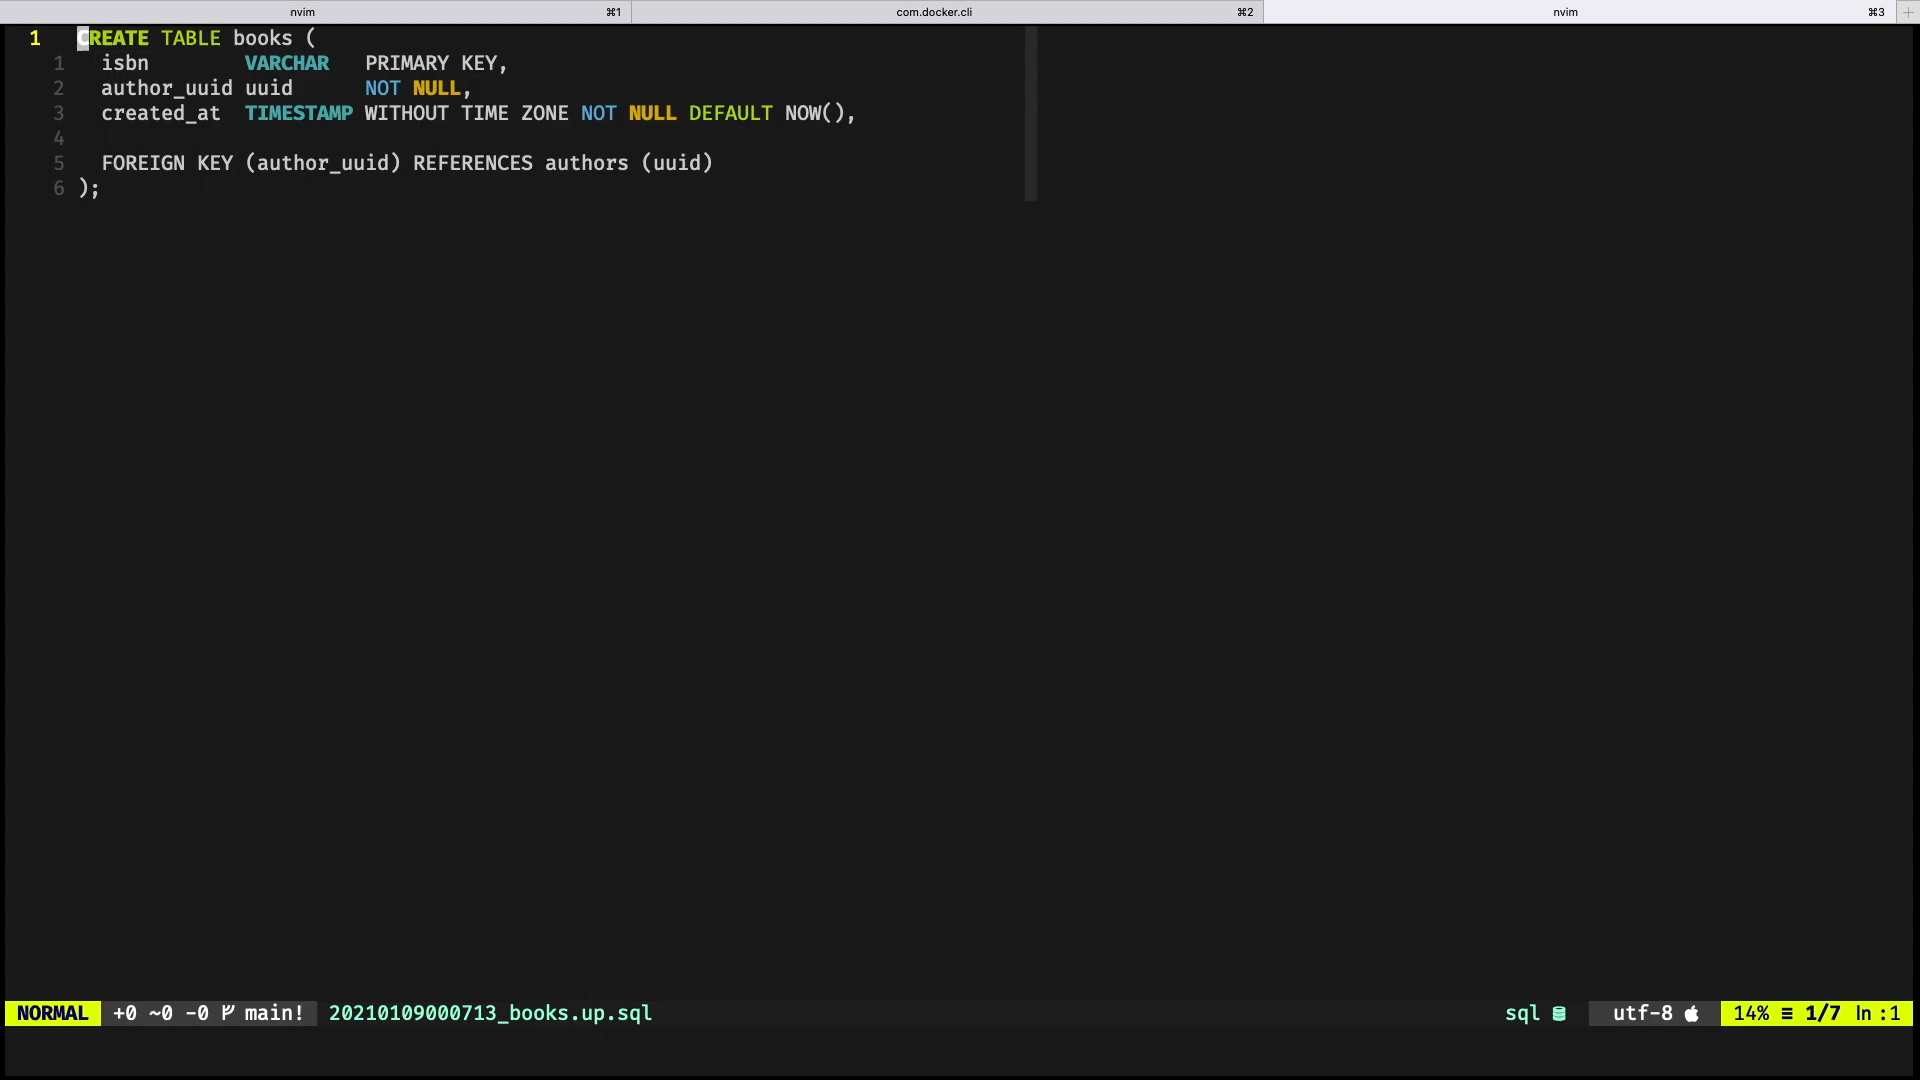 nvim ⌘1 com.docker.cli ⌘2 nvim ⌘3 +
1 CREATE TABLE books (
1 isbn VARCHAR PRIMARY KEY,
2 author_uuid uuid NOT NULL,
3 created_at TIMESTAMP WITHOUT TIME ZONE NOT NULL DEFAULT NOW(),
4
5 FOREIGN KEY (author_uuid) REFERENCES authors (uuid)
6 );
NORMAL +0 ~0 -0 main! 20210109000713_books.up.sql sql utf-8 14% ≡ 1/7 ln :1